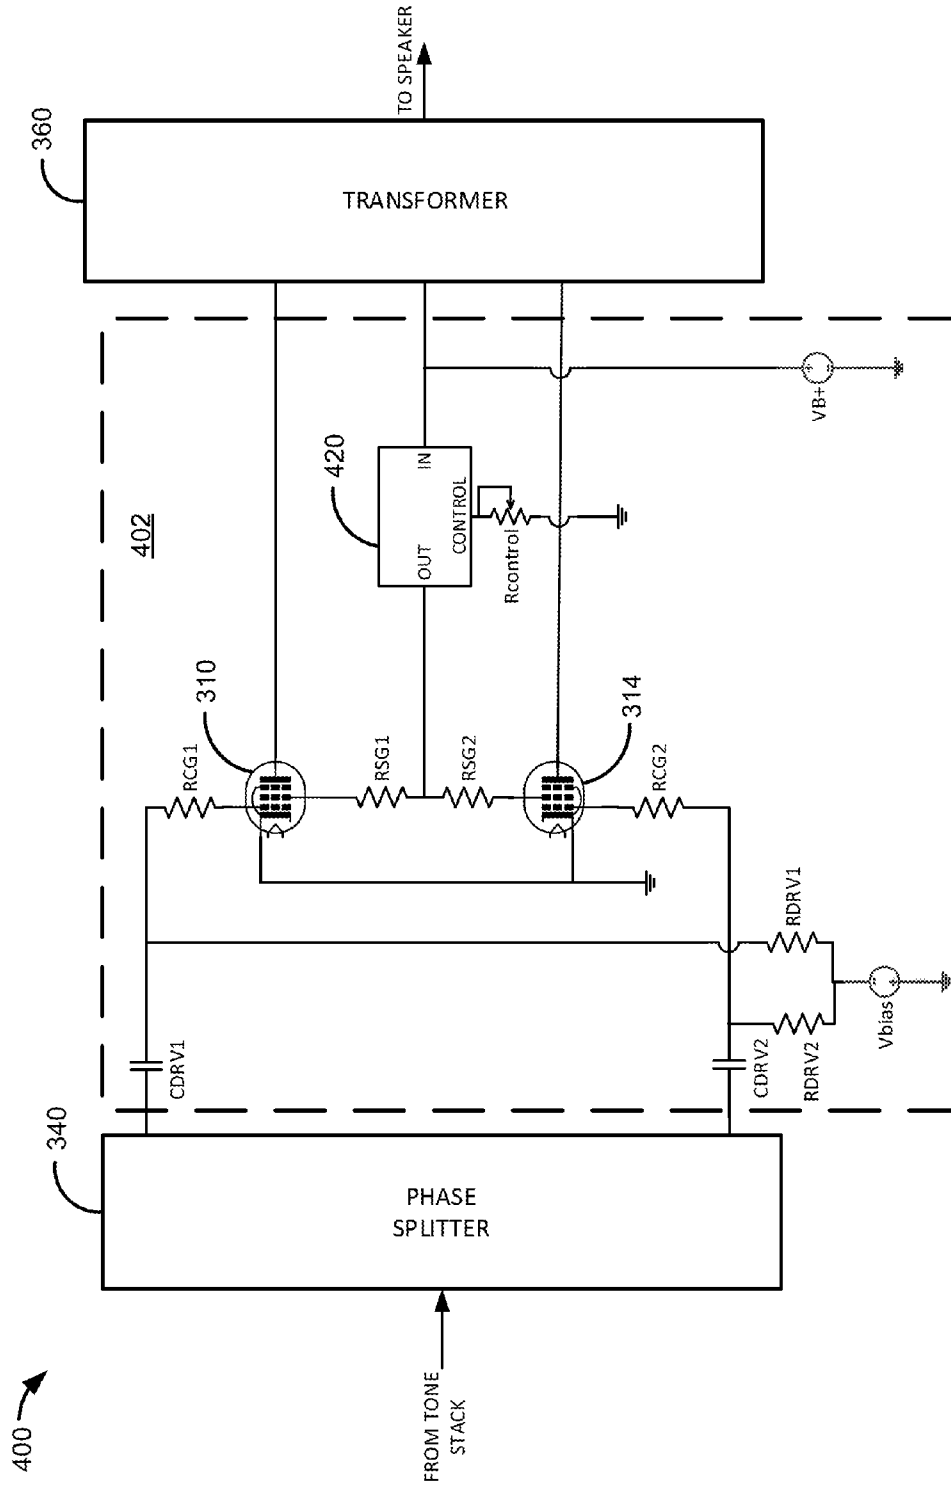 400
FROM TONE
STACK
340
PHASE
SPLITTER
402
CDRV1
CDRV2
RDRV2
RDRV1
Vbias
RCG1
310
RSG1
RSG2
314
RCG2
420
OUT
IN
CONTROL
Rcontrol
VB+
360
TRANSFORMER
TO SPEAKER